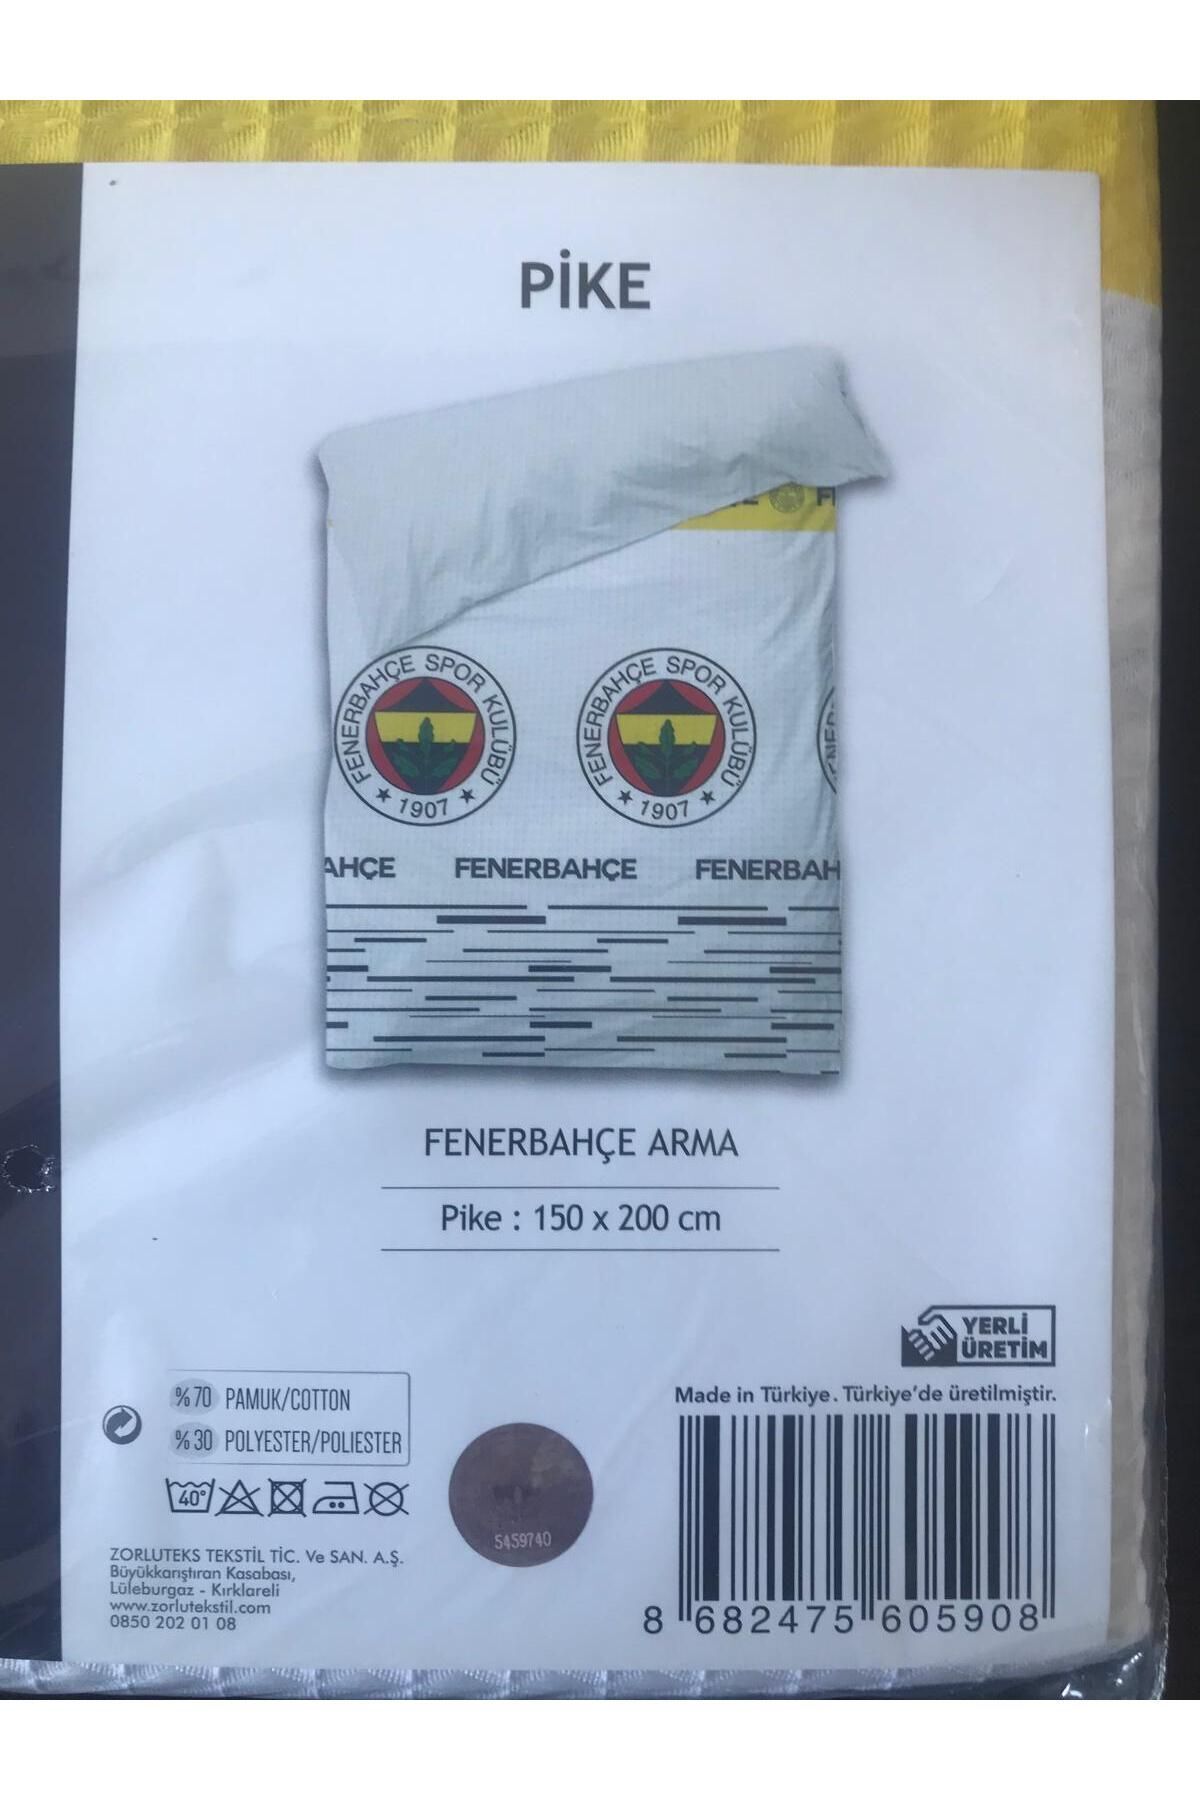 PİKE
FE
FENERBAHÇE SPOR KULÜBÜ
★ 1907 ★
FENERBAHÇE SPOR KULÜBÜ
★ 1907 ★
AHÇE FENERBAHÇE FENERBAH
FENERBAHÇE ARMA
Pike : 150 x 200 cm
YERLİ
ÜRETİM
Made in Türkiye. Türkiye'de üretilmiştir.
%70 PAMUK/COTTON
%30 POLYESTER/POLIESTER
40°
5459740
ZORLUTEKS TEKSTİL TİC. Ve SAN. A.Ş.
Büyükkarıştıran Kasabası,
Lüleburgaz - Kırklareli
www.zorlutekstil.com
0850 202 01 08
8 682475 605908